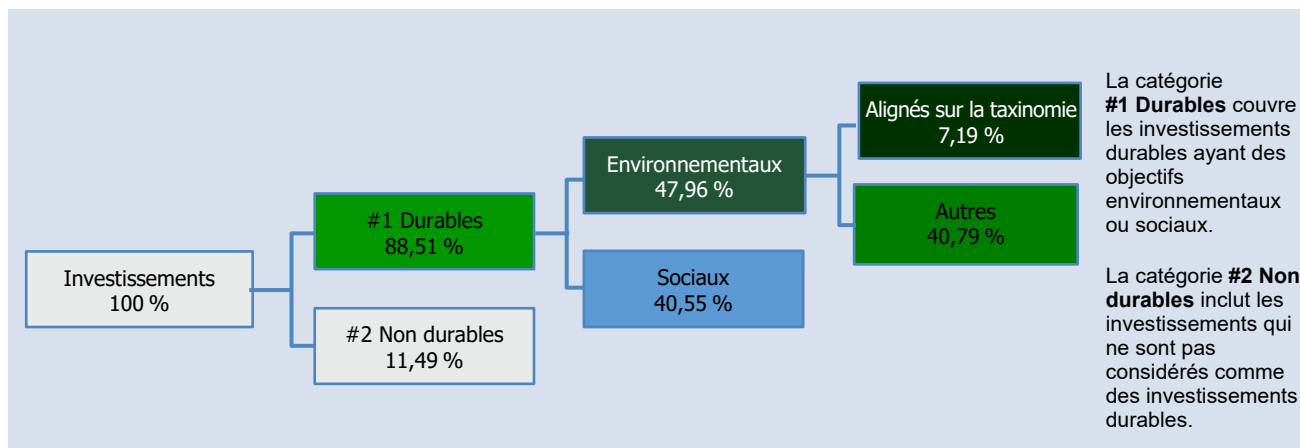 Investissements
100 %
#1 Durables
88,51 %
#2 Non durables
11,49 %
Environnementaux
47,96 %
Sociaux
40,55 %
Alignés sur la taxinomie
7,19 %
Autres
40,79 %
La catégorie
#1 Durables couvre
les investissements
durables ayant des
objectifs
environnementaux
ou sociaux.
La catégorie #2 Non
durables inclut les
investissements qui
ne sont pas
considérés comme
des investissements
durables.